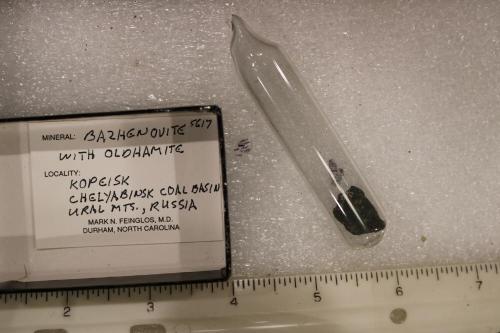 MINERAL: BAZHENOVITE 5617
WITH OLDHAMITE
LOCALITY:
KOPEISK
CHELYABINSK COAL BASIN
URAL MTS., RUSSIA
MARK N. FEINGLOS, M.D.
DURHAM, NORTH CAROLINA
2 3 4 5 6 7